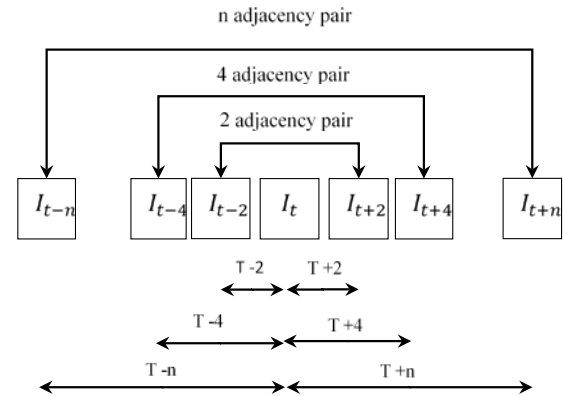 n adjacency pair
4 adjacency pair
2 adjacency pair
I_{t-n} I_{t-4} I_{t-2} I_t I_{t+2} I_{t+4} I_{t+n}
T -2 T +2
T -4 T +4
T -n T +n